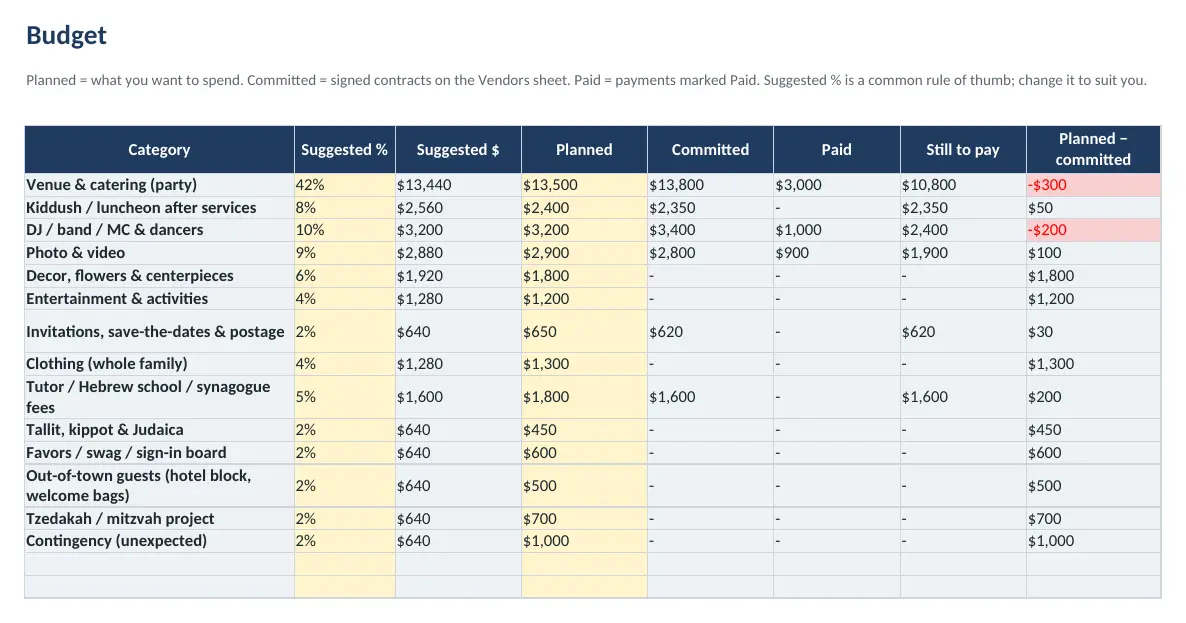 Budget
Planned = what you want to spend. Committed = signed contracts on the Vendors sheet. Paid = payments marked Paid. Suggested % is a common rule of thumb; change it to suit you.
Category Suggested % Suggested $ Planned Committed Paid Still to pay Planned − committed
Venue & catering (party) 42% $13,440 $13,500 $13,800 $3,000 $10,800 -$300
Kiddush / luncheon after services 8% $2,560 $2,400 $2,350 - $2,350 $50
DJ / band / MC & dancers 10% $3,200 $3,200 $3,400 $1,000 $2,400 -$200
Photo & video 9% $2,880 $2,900 $2,800 $900 $1,900 $100
Decor, flowers & centerpieces 6% $1,920 $1,800 - - - $1,800
Entertainment & activities 4% $1,280 $1,200 - - - $1,200
Invitations, save-the-dates & postage 2% $640 $650 $620 - $620 $30
Clothing (whole family) 4% $1,280 $1,300 - - - $1,300
Tutor / Hebrew school / synagogue fees 5% $1,600 $1,800 $1,600 - $1,600 $200
Tallit, kippot & Judaica 2% $640 $450 - - - $450
Favors / swag / sign-in board 2% $640 $600 - - - $600
Out-of-town guests (hotel block, welcome bags) 2% $640 $500 - - - $500
Tzedakah / mitzvah project 2% $640 $700 - - - $700
Contingency (unexpected) 2% $640 $1,000 - - - $1,000